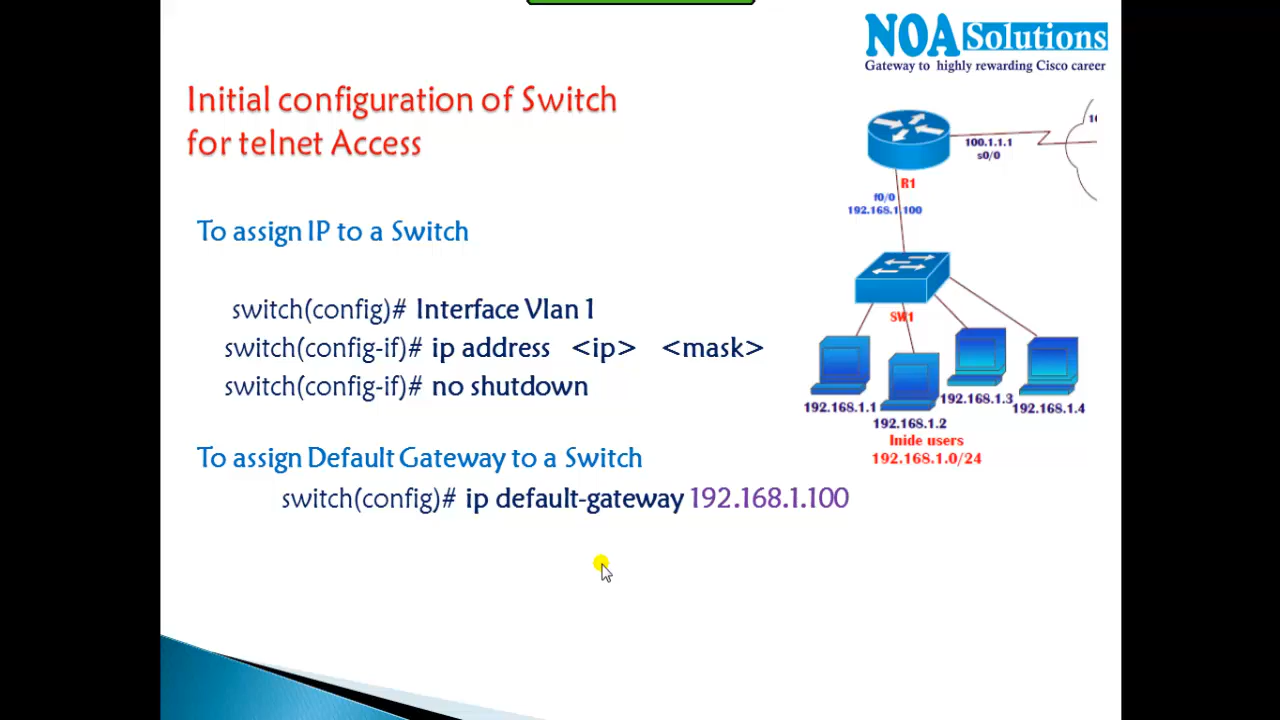 NOA Solutions
Gateway to highly rewarding Cisco career
Initial configuration of Switch
for telnet Access
To assign IP to a Switch
switch(config)# Interface Vlan 1
switch(config-if)# ip address <ip> <mask>
switch(config-if)# no shutdown
To assign Default Gateway to a Switch
switch(config)# ip default-gateway 192.168.1.100
100.1.1.1
s0/0
R1
f0/0
192.168.1.100
SW1
192.168.1.1
192.168.1.2
192.168.1.3
192.168.1.4
Inide users
192.168.1.0/24